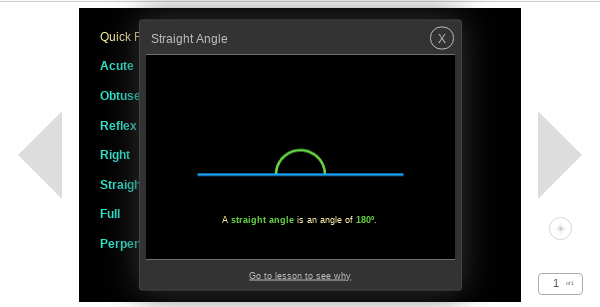 Quick
Straight Angle
X
Acute
Obtuse
Reflex
Right
Straigh
Full
A straight angle is an angle of 180º.
Perper
Go to lesson to see why
1 of 1